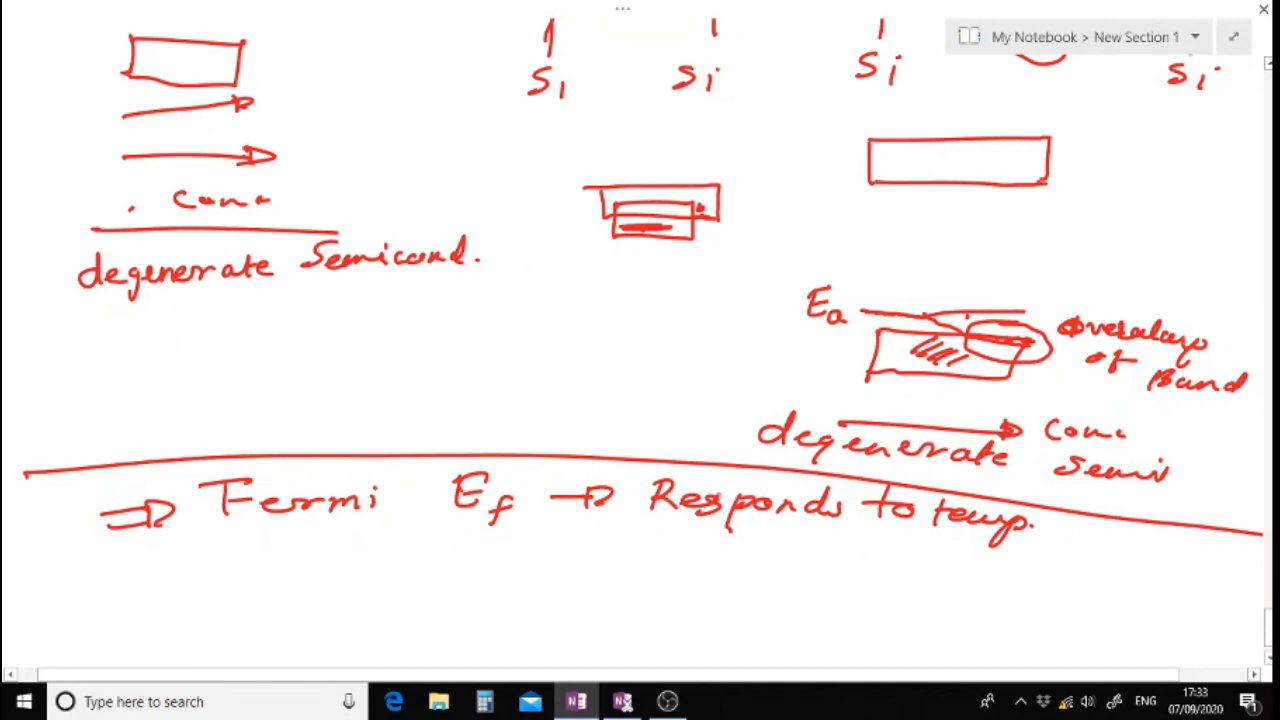 My Notebook > New Section 1
Si Si Si Si
Conc
degenerate Semicond.
Ea
overlap
of
Band
Conc
degenerate Semi
⇒ Fermi Ef → Responds to temp.
Type here to search
ENG
17:33
07/09/2020
1